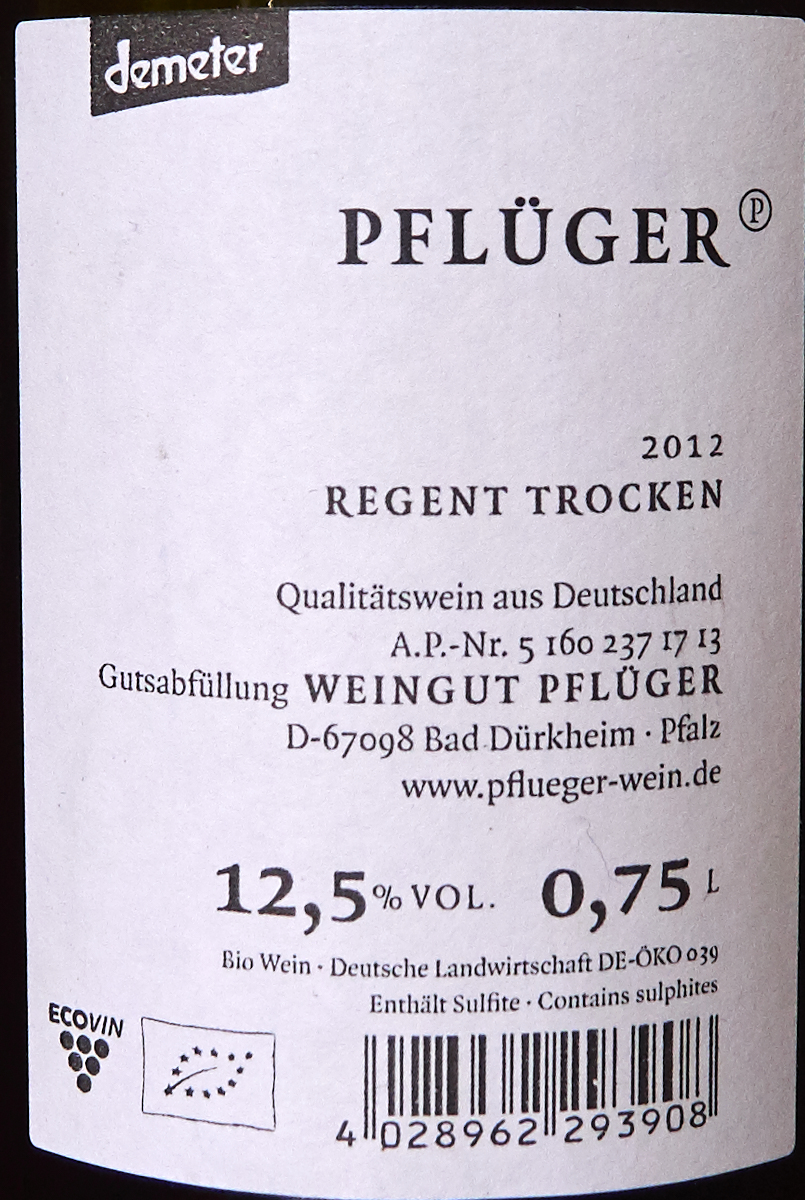 demeter
PFLÜGER Ⓟ
2012
REGENT TROCKEN
Qualitätswein aus Deutschland
A.P.-Nr. 5 160 237 17 13
Gutsabfüllung WEINGUT PFLÜGER
D-67098 Bad Dürkheim · Pfalz
www.pflueger-wein.de
12,5% VOL. 0,75 L
Bio Wein · Deutsche Landwirtschaft DE-ÖKO 039
Enthält Sulfite · Contains sulphites
ECOVIN
4 028962 293908